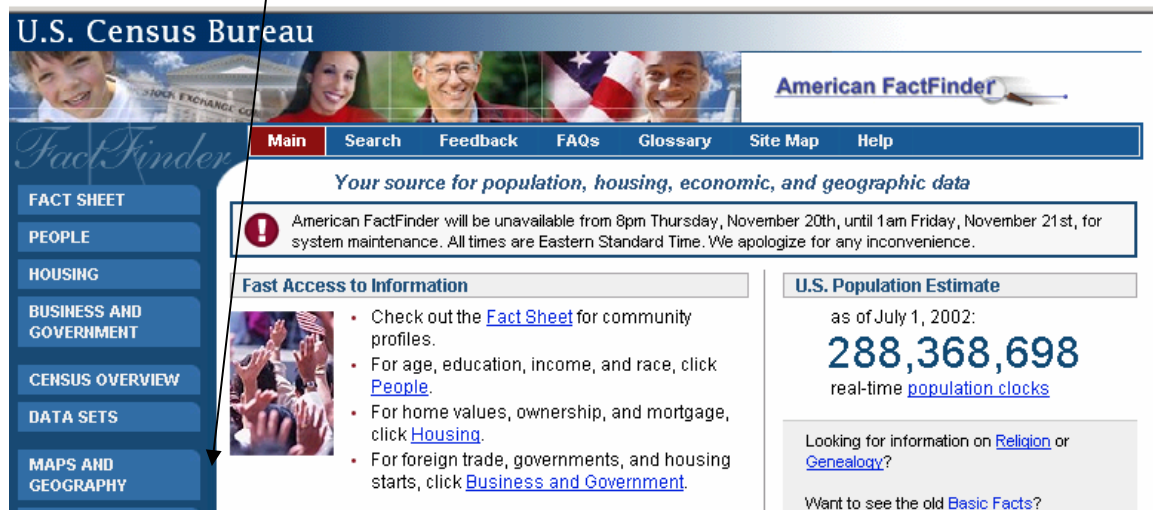 U.S. Census Bureau
STOCK EXCHANGE
American FactFinder
FactFinder
Main Search Feedback FAQs Glossary Site Map Help
Your source for population, housing, economic, and geographic data
American FactFinder will be unavailable from 8pm Thursday, November 20th, until 1am Friday, November 21st, for
system maintenance. All times are Eastern Standard Time. We apologize for any inconvenience.
FACT SHEET
PEOPLE
HOUSING
BUSINESS AND
GOVERNMENT
CENSUS OVERVIEW
DATA SETS
MAPS AND
GEOGRAPHY
Fast Access to Information
• Check out the Fact Sheet for community
profiles.
• For age, education, income, and race, click
People.
• For home values, ownership, and mortgage,
click Housing.
• For foreign trade, governments, and housing
starts, click Business and Government.
U.S. Population Estimate
as of July 1, 2002:
288,368,698
real-time population clocks
Looking for information on Religion or
Genealogy?
Want to see the old Basic Facts?